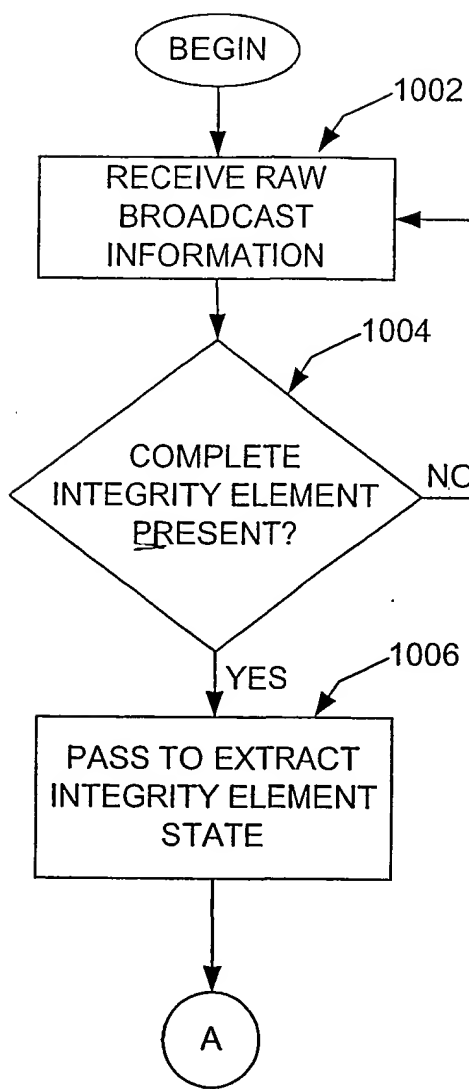 BEGIN
1002
RECEIVE RAW
BROADCAST
INFORMATION
1004
COMPLETE
INTEGRITY ELEMENT
PRESENT?
NO
YES
1006
PASS TO EXTRACT
INTEGRITY ELEMENT
STATE
A